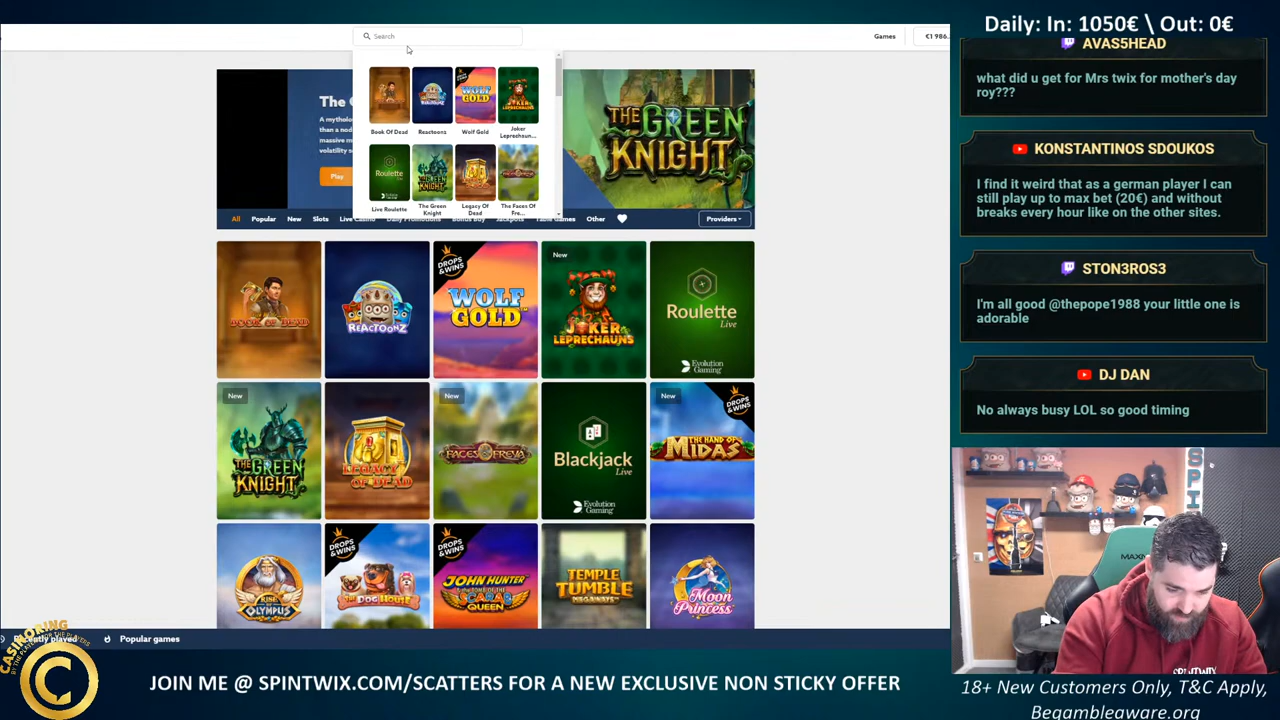 Daily: In: 1050€ \ Out: 0€
AVAS5HEAD
what did u get for Mrs twix for mother's day
roy???
KONSTANTINOS SDOUKOS
I find it weird that as a german player I can
still play up to max bet (20€) and without
breaks every hour like on the other sites.
STON3ROS3
I'm all good @thepope1988 your little one is
adorable
DJ DAN
No always busy LOL so good timing
Search
Games
€1 986.
Book Of Dead
Reactoonz
Wolf Gold
Joker
Leprechaun...
Live Roulette
The Green
Knight
Legacy Of
Dead
The Faces Of
Fre...
Play
THE GREEN
KNIGHT
All
Popular
New
Slots
Other
Providers
REACTOONZ
DROPS
& WINS
WOLF
GOLD
New
JOKER
LEPRECHAUNS
Roulette
Live
Evolution
Gaming
New
THE GREEN
KNIGHT
LEGACY
OF DEAD
New
FACES OF FREYA
Blackjack
Live
Evolution
Gaming
New
DROPS
& WINS
THE HAND OF
MIDAS
OLYMPUS
DROPS
& WINS
THE DOG HOUSE
DROPS
& WINS
JOHN HUNTER
SCARAB
QUEEN
TEMPLE
TUMBLE
MEGAWAYS
Moon
Princess
Recently played
Popular games
CASINORING
JOIN ME @ SPINTWIX.COM/SCATTERS FOR A NEW EXCLUSIVE NON STICKY OFFER
18+ New Customers Only, T&C Apply,
Begambleaware.org